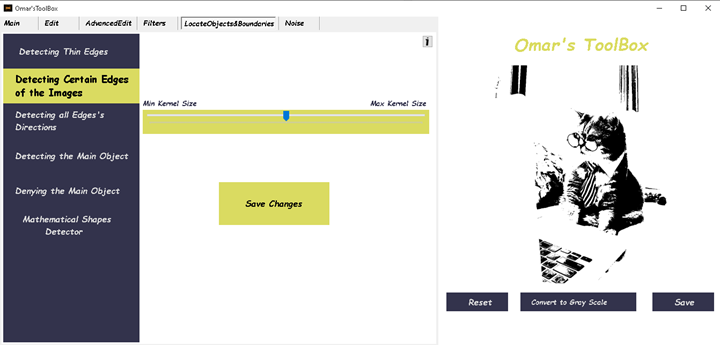 Omar'sToolBox
Main Edit AdvancedEdit Filters LocateObjects&Boundaries Noise
Detecting Thin Edges
Detecting Certain Edges
of the Images
Detecting all Edges's
Directions
Detecting the Main Object
Denying the Main Object
Mathematical Shapes
Detector
i
Min Kernel Size Max Kernel Size
Save Changes
Omar's ToolBox
Reset Convert to Gray Scale Save